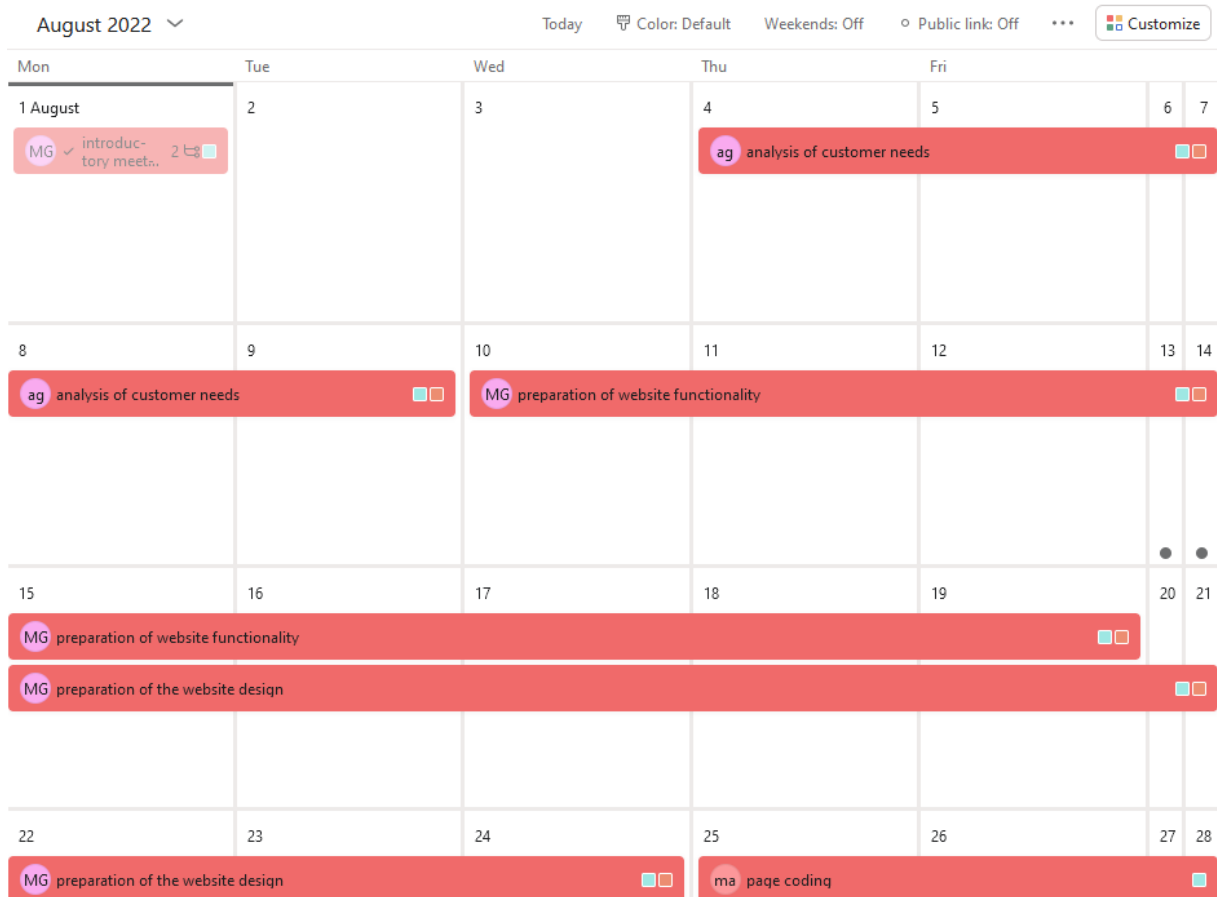 August 2022
Today Color: Default Weekends: Off Public link: Off ••• Customize
Mon Tue Wed Thu Fri
1 August 2 3 4 5 6 7
MG introduc-
tory meet... 2
ag analysis of customer needs
8 9 10 11 12 13 14
ag analysis of customer needs
MG preparation of website functionality
15 16 17 18 19 20 21
MG preparation of website functionality
MG preparation of the website design
22 23 24 25 26 27 28
MG preparation of the website design
ma page coding